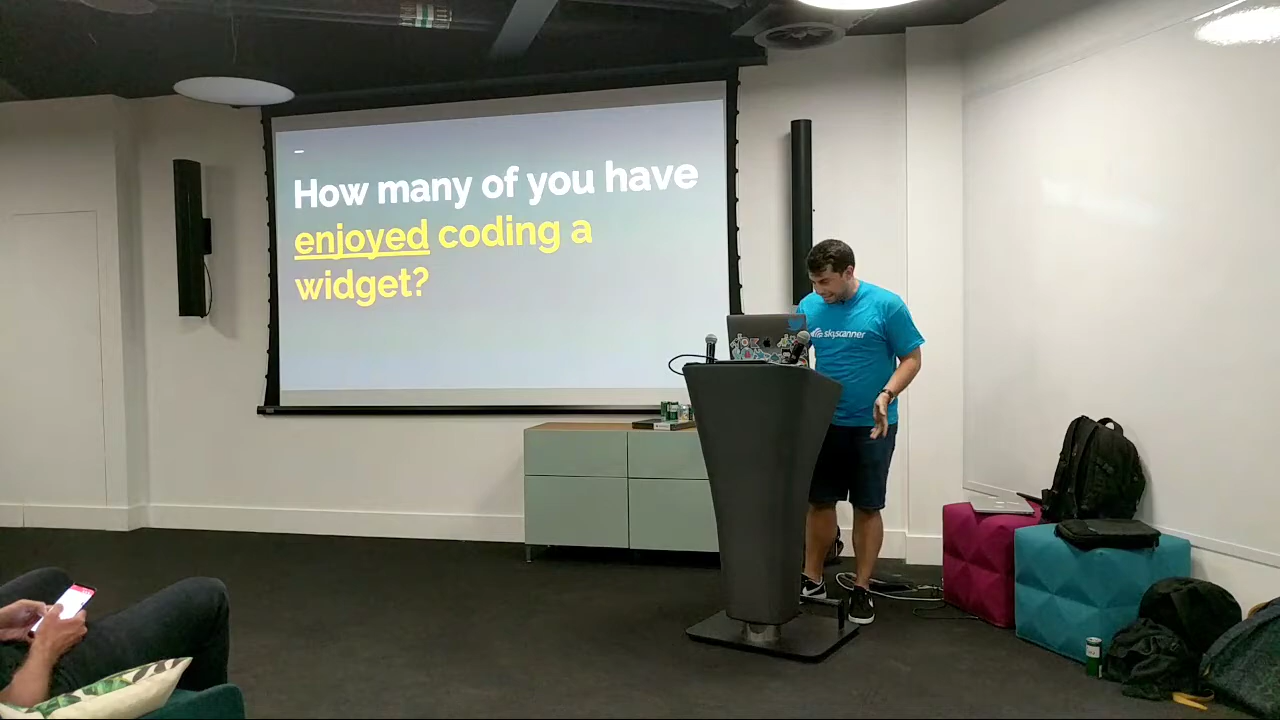 How many of you have
enjoyed coding a
widget?
skyscanner